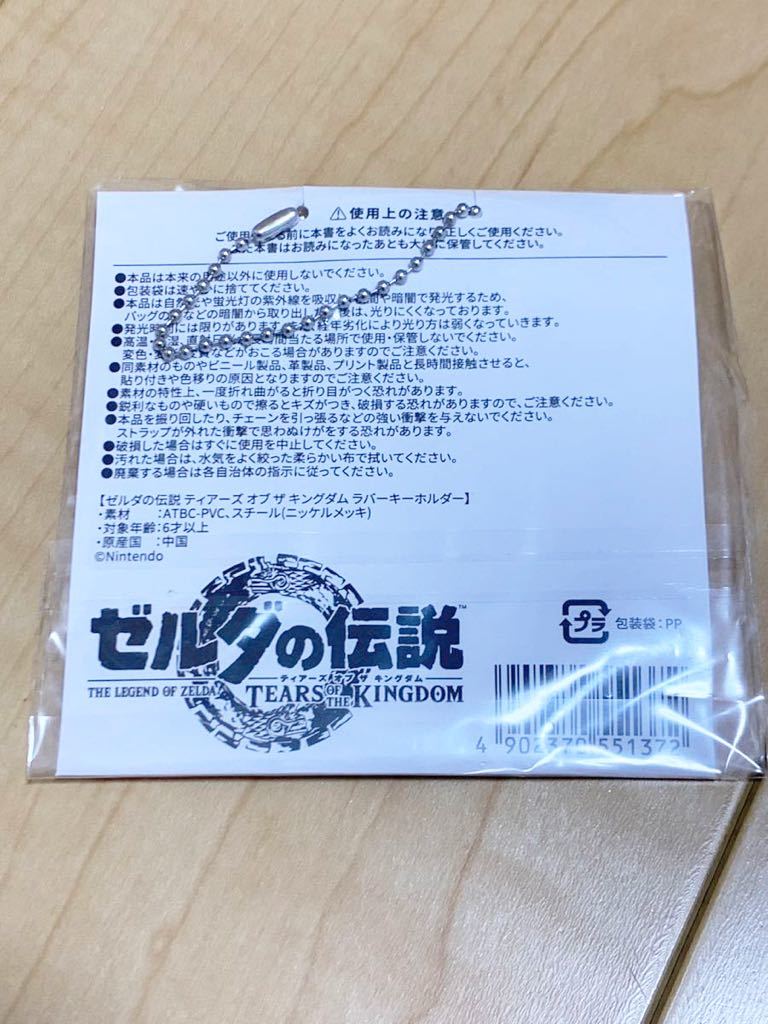 ⚠使用上の注意
ご使用 る前に本書をよくお読みになり 正しくご使用ください。
た本書はお読みになったあとも大 に保管してください。
●本品は本来の用途以外に使用しないでください。
●包装袋は速やかに捨ててください。
●本品は自然光や蛍光灯の紫外線を吸収し 間や暗闇で発光するため、
バッグの などの暗闇から取り出した 後は、光りにくくなっております。
●発光時間には限りがあります。 経年劣化により光り方は弱くなっていきます。
●高温・ 湿、直射 間当たる場所で使用・保管しないでください。
変色・ などがおこる場合がありますのでご注意ください。
●同素材のものやビニール製品、革製品、プリント製品と長時間接触させると、
貼り付きや色移りの原因となりますのでご注意ください。
●素材の特性上、一度折れ曲がると折り目がつく恐れがあります。
●鋭利なものや硬いもので擦るとキズがつき、破損する恐れがありますので、ご注意ください。
●本品を振り回したり、チェーンを引っ張るなどの強い衝撃を与えないでください。
ストラップが外れた衝撃で思わぬけがをする恐れがあります。
●破損した場合はすぐに使用を中止してください。
●汚れた場合は、水気をよく絞った柔らかい布で拭いてください。
●廃棄する場合は各自治体の指示に従ってください。
【ゼルダの伝説 ティアーズ オブ ザ キングダム ラバーキーホルダー】
・素材 :ATBC-PVC、スチール(ニッケルメッキ)
・対象年齢:6才以上
・原産国 :中国
©Nintendo
ゼルダの伝説™
ティアーズ オブ ザ キングダム
THE LEGEND OF ZELDA TEARS OF THE KINGDOM
プラ 包装袋:PP
4 902370 551372